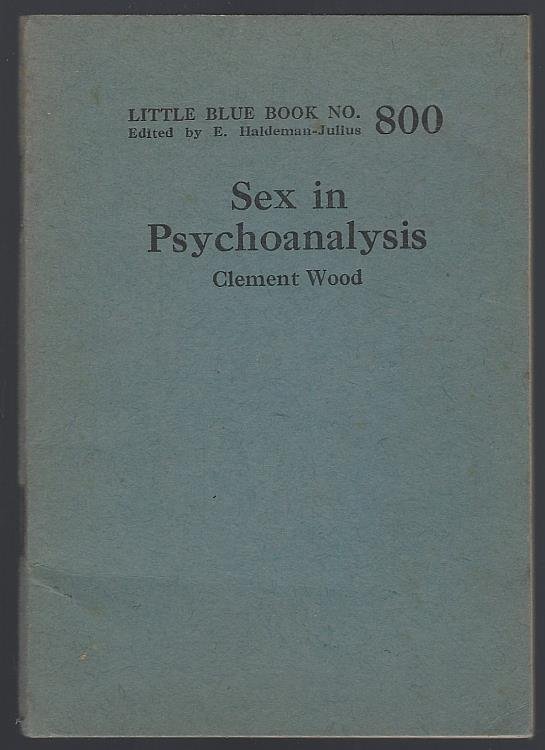 LITTLE BLUE BOOK NO. 800
Edited by E. Haldeman-Julius
Sex in
Psychoanalysis
Clement Wood